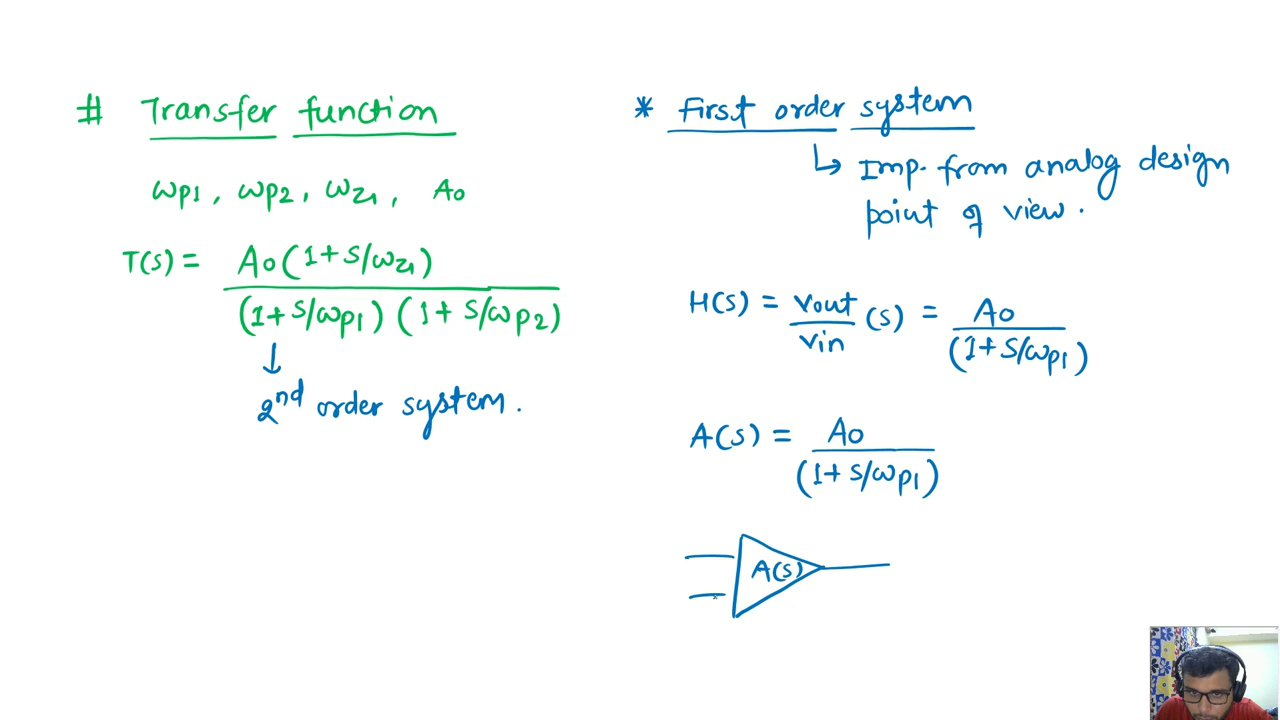 # Transfer function
ωp1, ωp2, ωz1, A0
T(s) = A0(1+s/ωz1)
(1+s/ωp1) (1+s/ωp2)
↓
2nd order system.
* First order system
↳ Imp. from analog design
point of view.
H(s) = vout/vin (s) = A0/(1+s/ωp1)
A(s) = A0/(1+s/ωp1)
A(s)